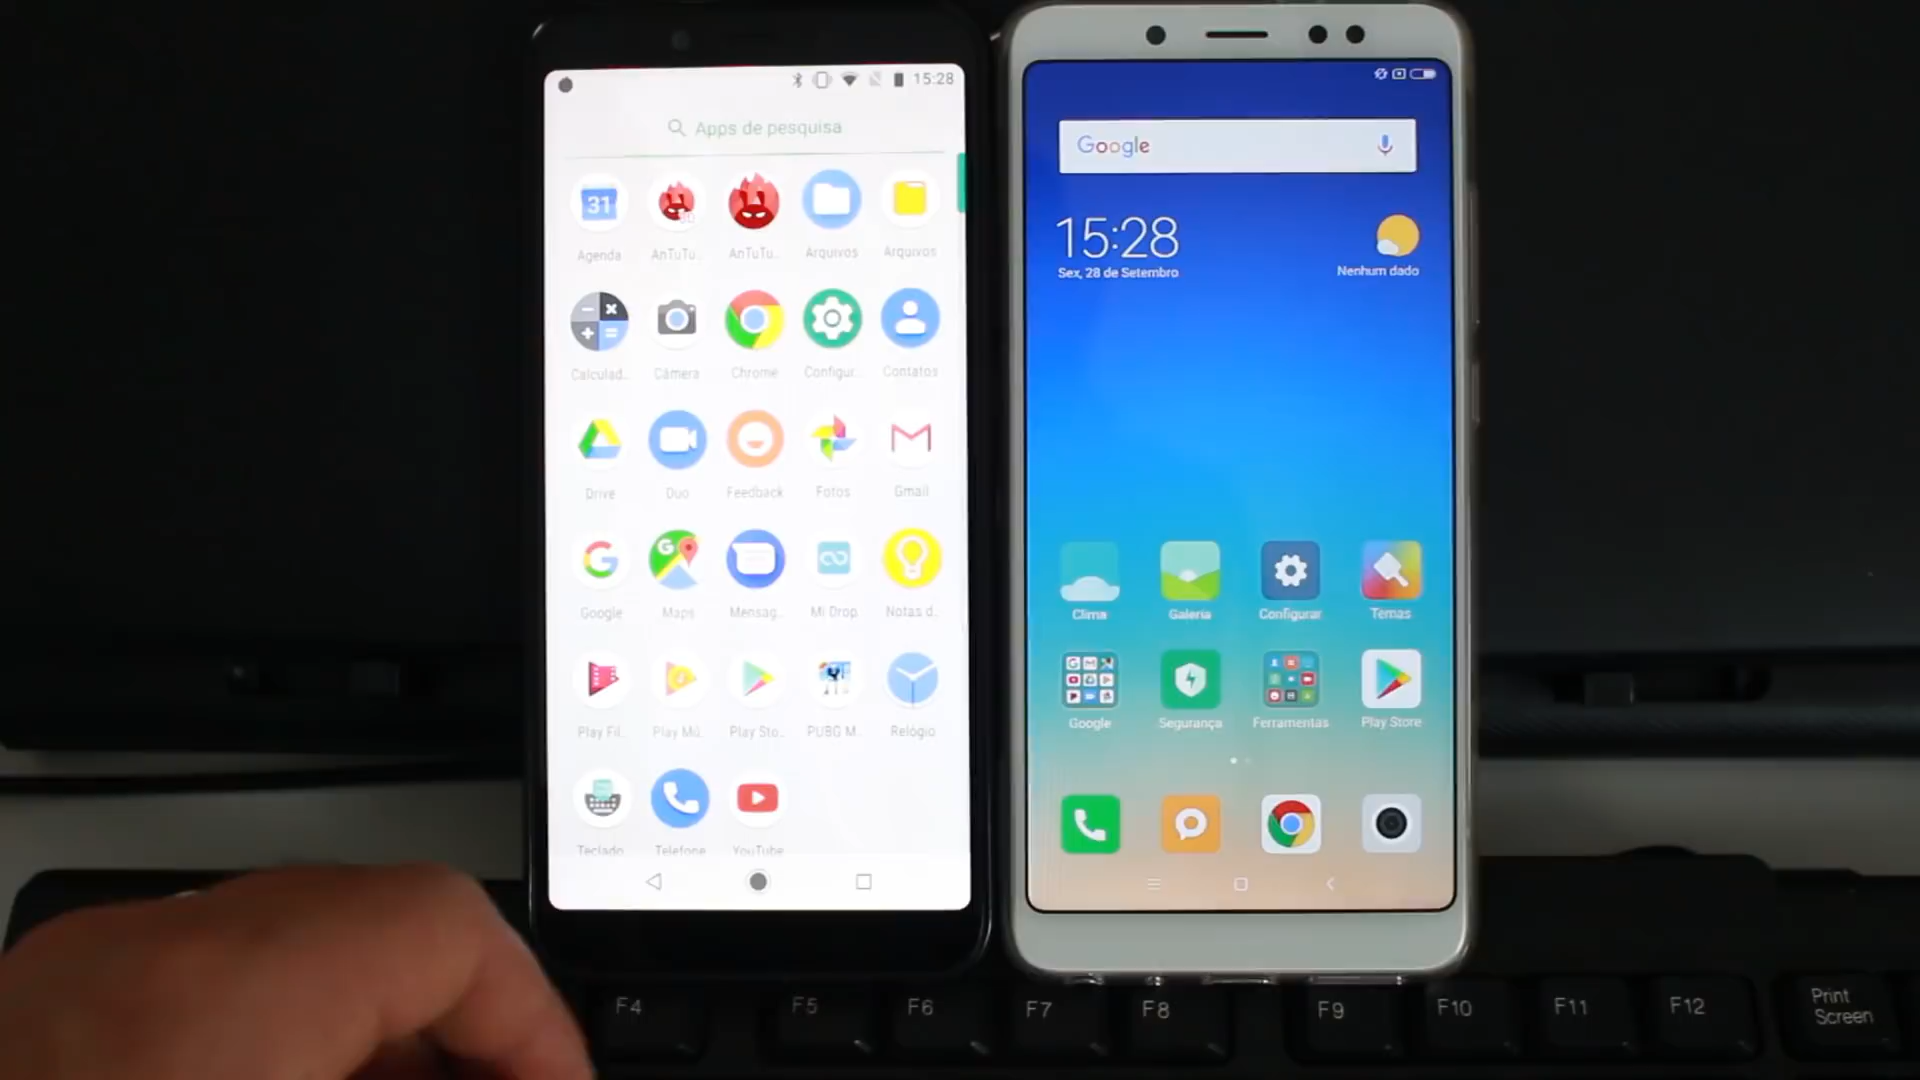 15:28
Apps de pesquisa
31
Agenda
AnTuTu..
AnTuTu..
Arquivos
Arquivos
Calculad..
Câmera
Chrome
Configur..
Contatos
Drive
Duo
Feedback
Fotos
Gmail
Google
Maps
Mensag..
Mi Drop
Notas d..
Play Fil..
Play Mú..
Play Sto..
PUBG M..
Relógio
Teclado
Telefone
YouTube
Google
15:28
Sex, 28 de Setembro
Nenhum dado
Clima
Galeria
Configurar
Temas
Google
Segurança
Ferramentas
Play Store
F4
F5
F6
F7
F8
F9
F10
F11
F12
Print
Screen